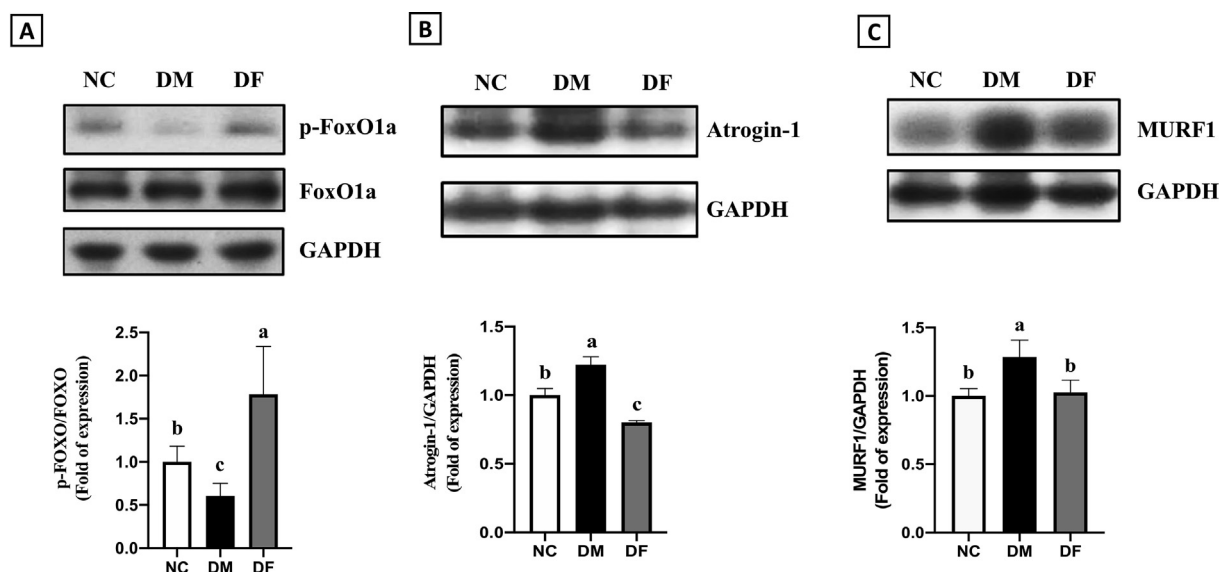 A
NC DM DF
p-FoxO1a
FoxO1a
GAPDH
p-FOXO/FOXO
(Fold of expression)
2.5
2.0
1.5
1.0
0.5
0.0
b
c
a
NC DM DF
B
NC DM DF
Atrogin-1
GAPDH
Atrogin-1/GAPDH
(Fold of expression)
1.5
1.0
0.5
0.0
b
a
c
NC DM DF
C
NC DM DF
MURF1
GAPDH
MURF1/GAPDH
(Fold of expression)
1.5
1.0
0.5
0.0
b
a
b
NC DM DF